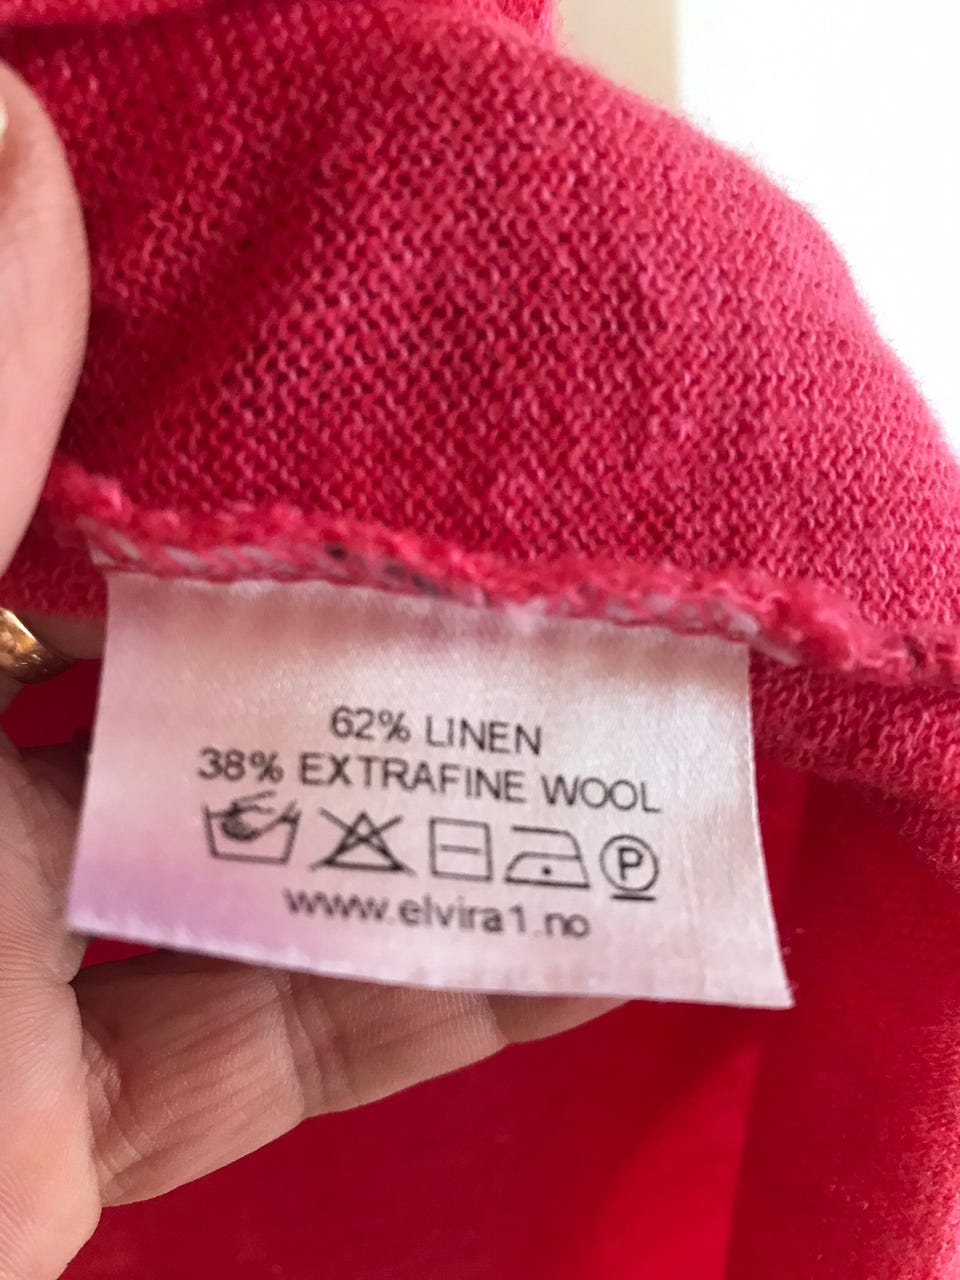 62% LINEN
38% EXTRAFINE WOOL
P
www.elvira1.no